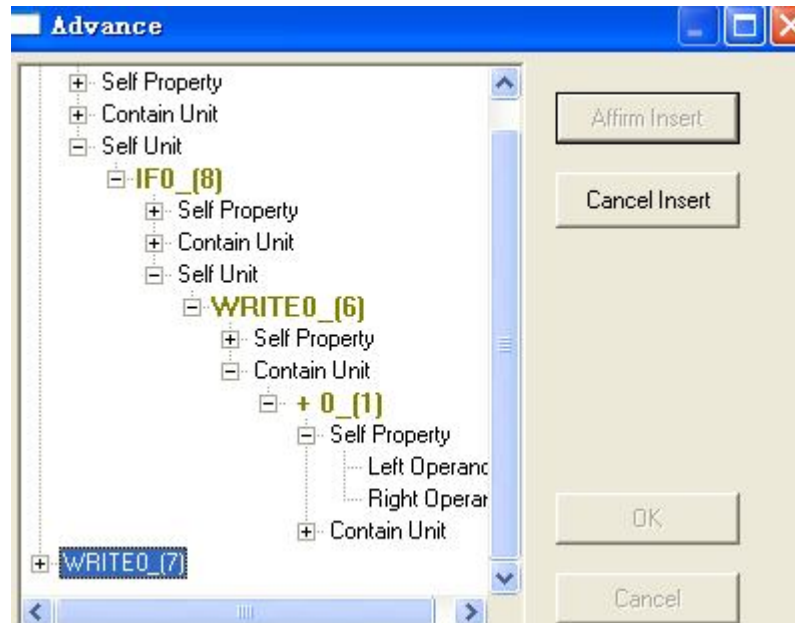 Advance
Self Property
Contain Unit
Self Unit
IF0_(8)
Self Property
Contain Unit
Self Unit
WRITE0_(6)
Self Property
Contain Unit
+ 0_(1)
Self Property
Left Operand
Right Operar
Contain Unit
WRITE0_(7)
Affirm Insert
Cancel Insert
OK
Cancel